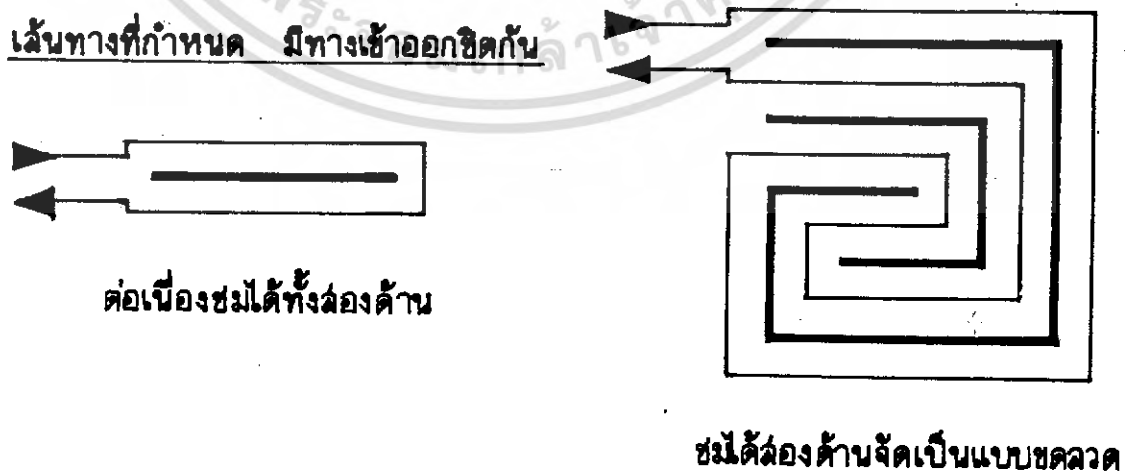 เส้นทางที่กำหนด มีทางเข้าออกชิดกัน
ต่อเนื่องชมได้ทั้งสองด้าน
ชมได้สองด้านจัดเป็นแบบขดลวด